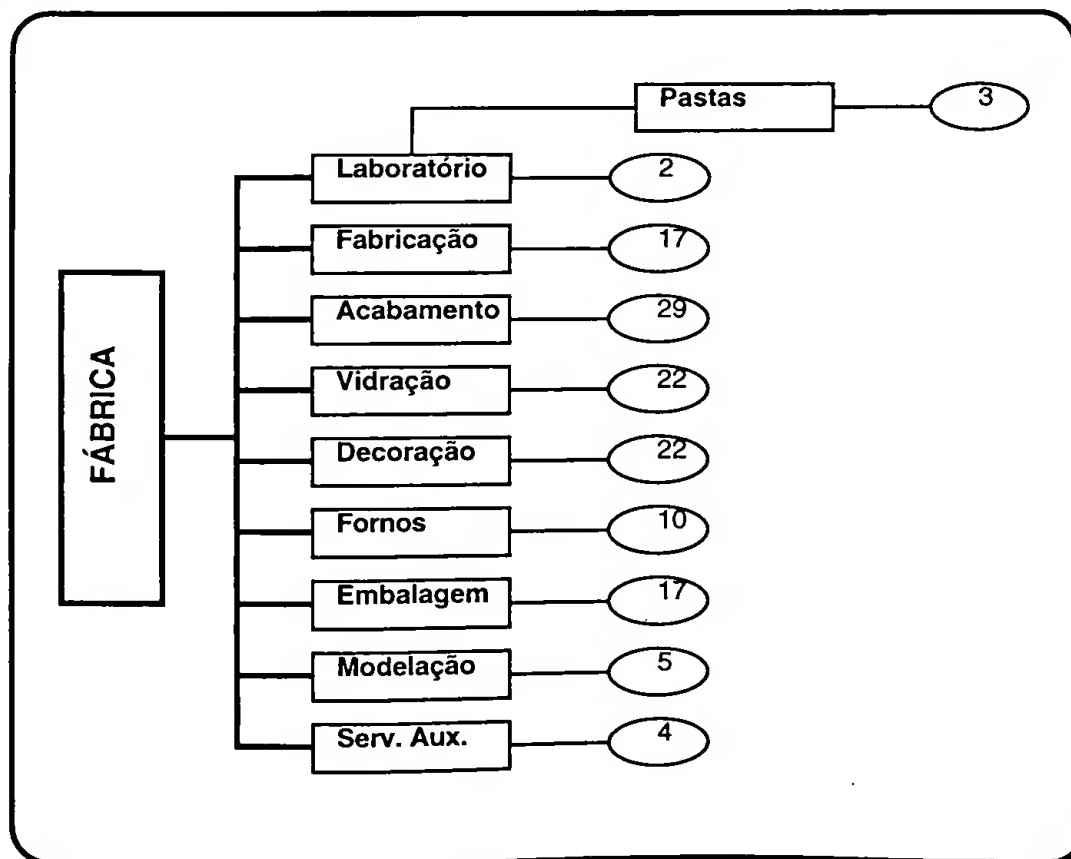 Pastas
3
Laboratório
2
Fabricação
17
Acabamento
29
Vidração
22
FÁBRICA
Decoração
22
Fornos
10
Embalagem
17
Modelação
5
Serv. Aux.
4